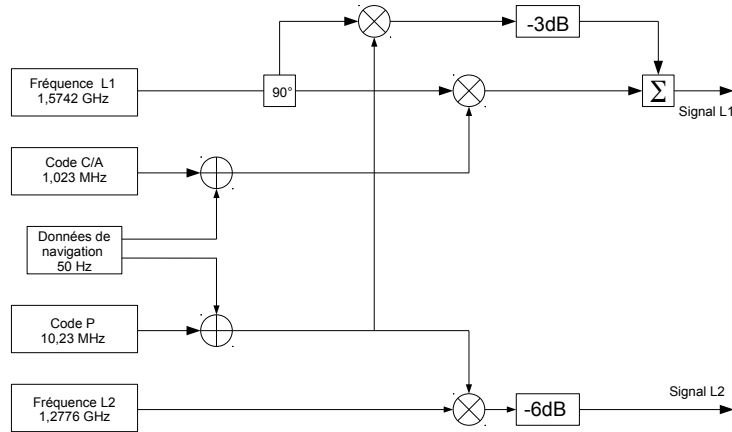 -3dB
Fréquence L1
1,5742 GHz
90°
Σ
Signal L1
Code C/A
1,023 MHz
Données de
navigation
50 Hz
Code P
10,23 MHz
Fréquence L2
1,2776 GHz
-6dB
Signal L2